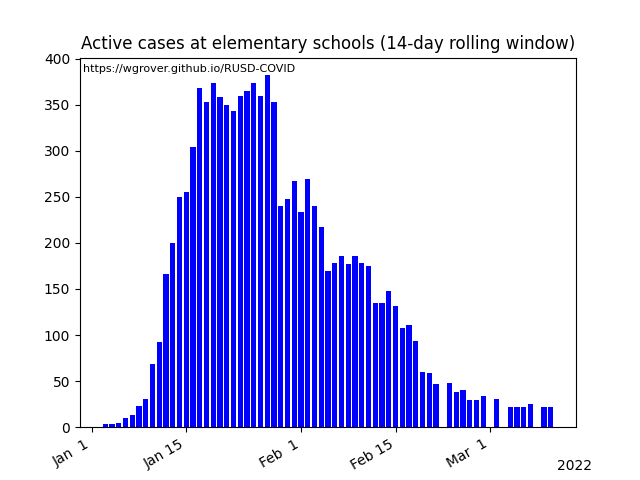 Active cases at elementary schools (14-day rolling window)
https://wgrover.github.io/RUSD-COVID
400
350
300
250
200
150
100
50
0
Jan 1
Jan 15
Feb 1
Feb 15
Mar 1
2022